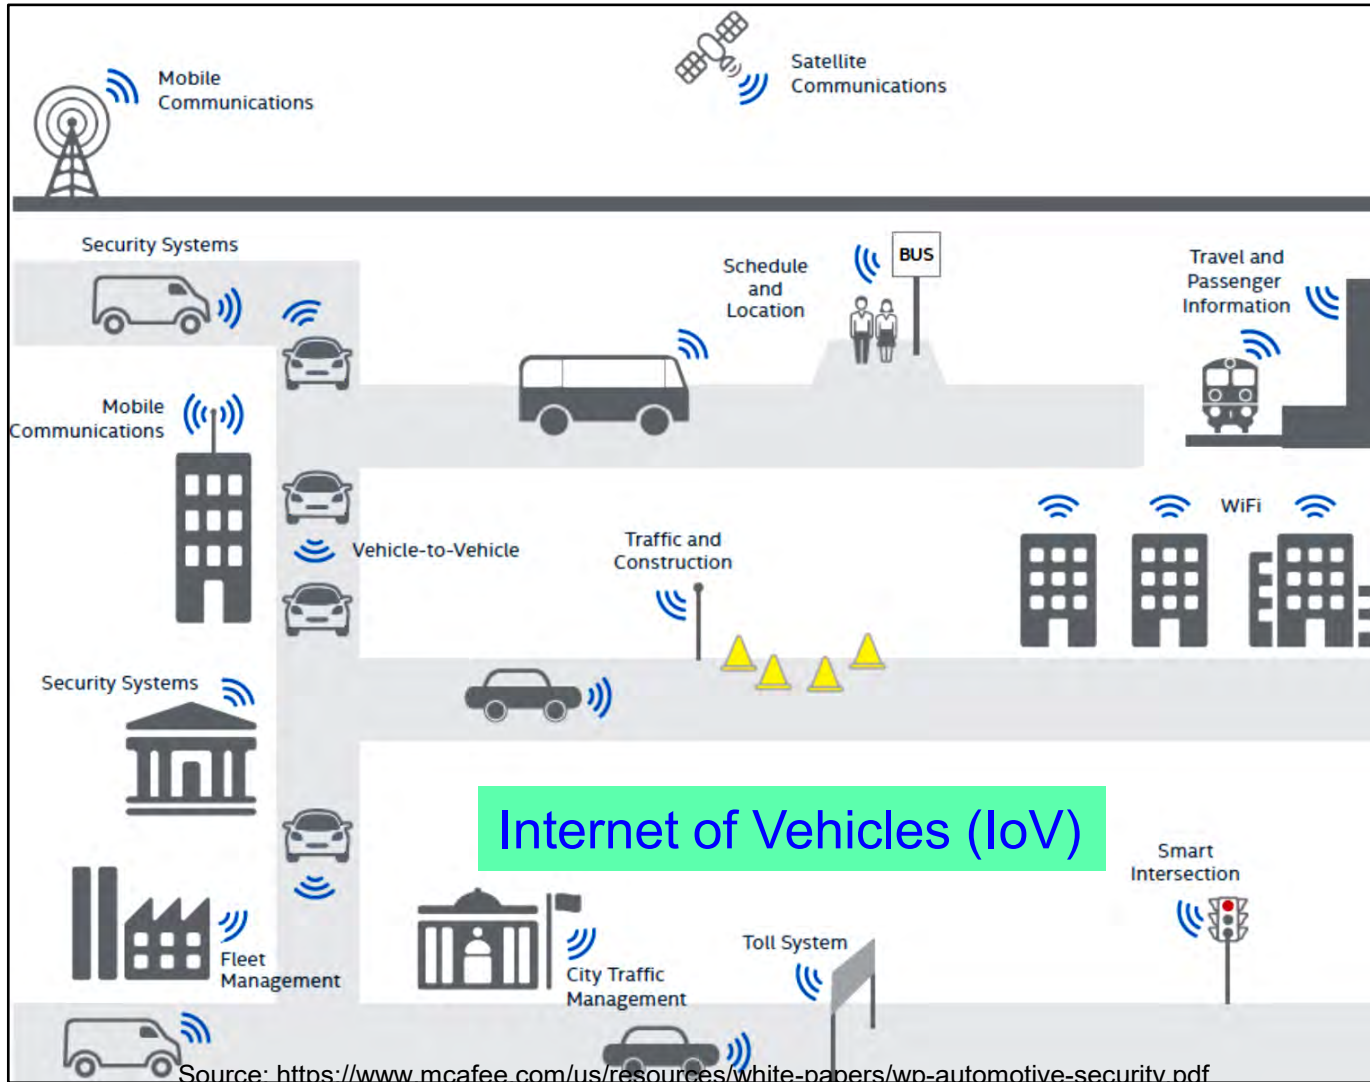 Mobile
Communications
Satellite
Communications
Security Systems
Schedule
and
Location
BUS
Travel and
Passenger
Information
Mobile
Communications
WiFi
Vehicle-to-Vehicle
Traffic and
Construction
Security Systems
Internet of Vehicles (IoV)
Smart
Intersection
Fleet
Management
City Traffic
Management
Toll System
Source: https://www.mcafee.com/us/resources/white-papers/wp-automotive-security.pdf